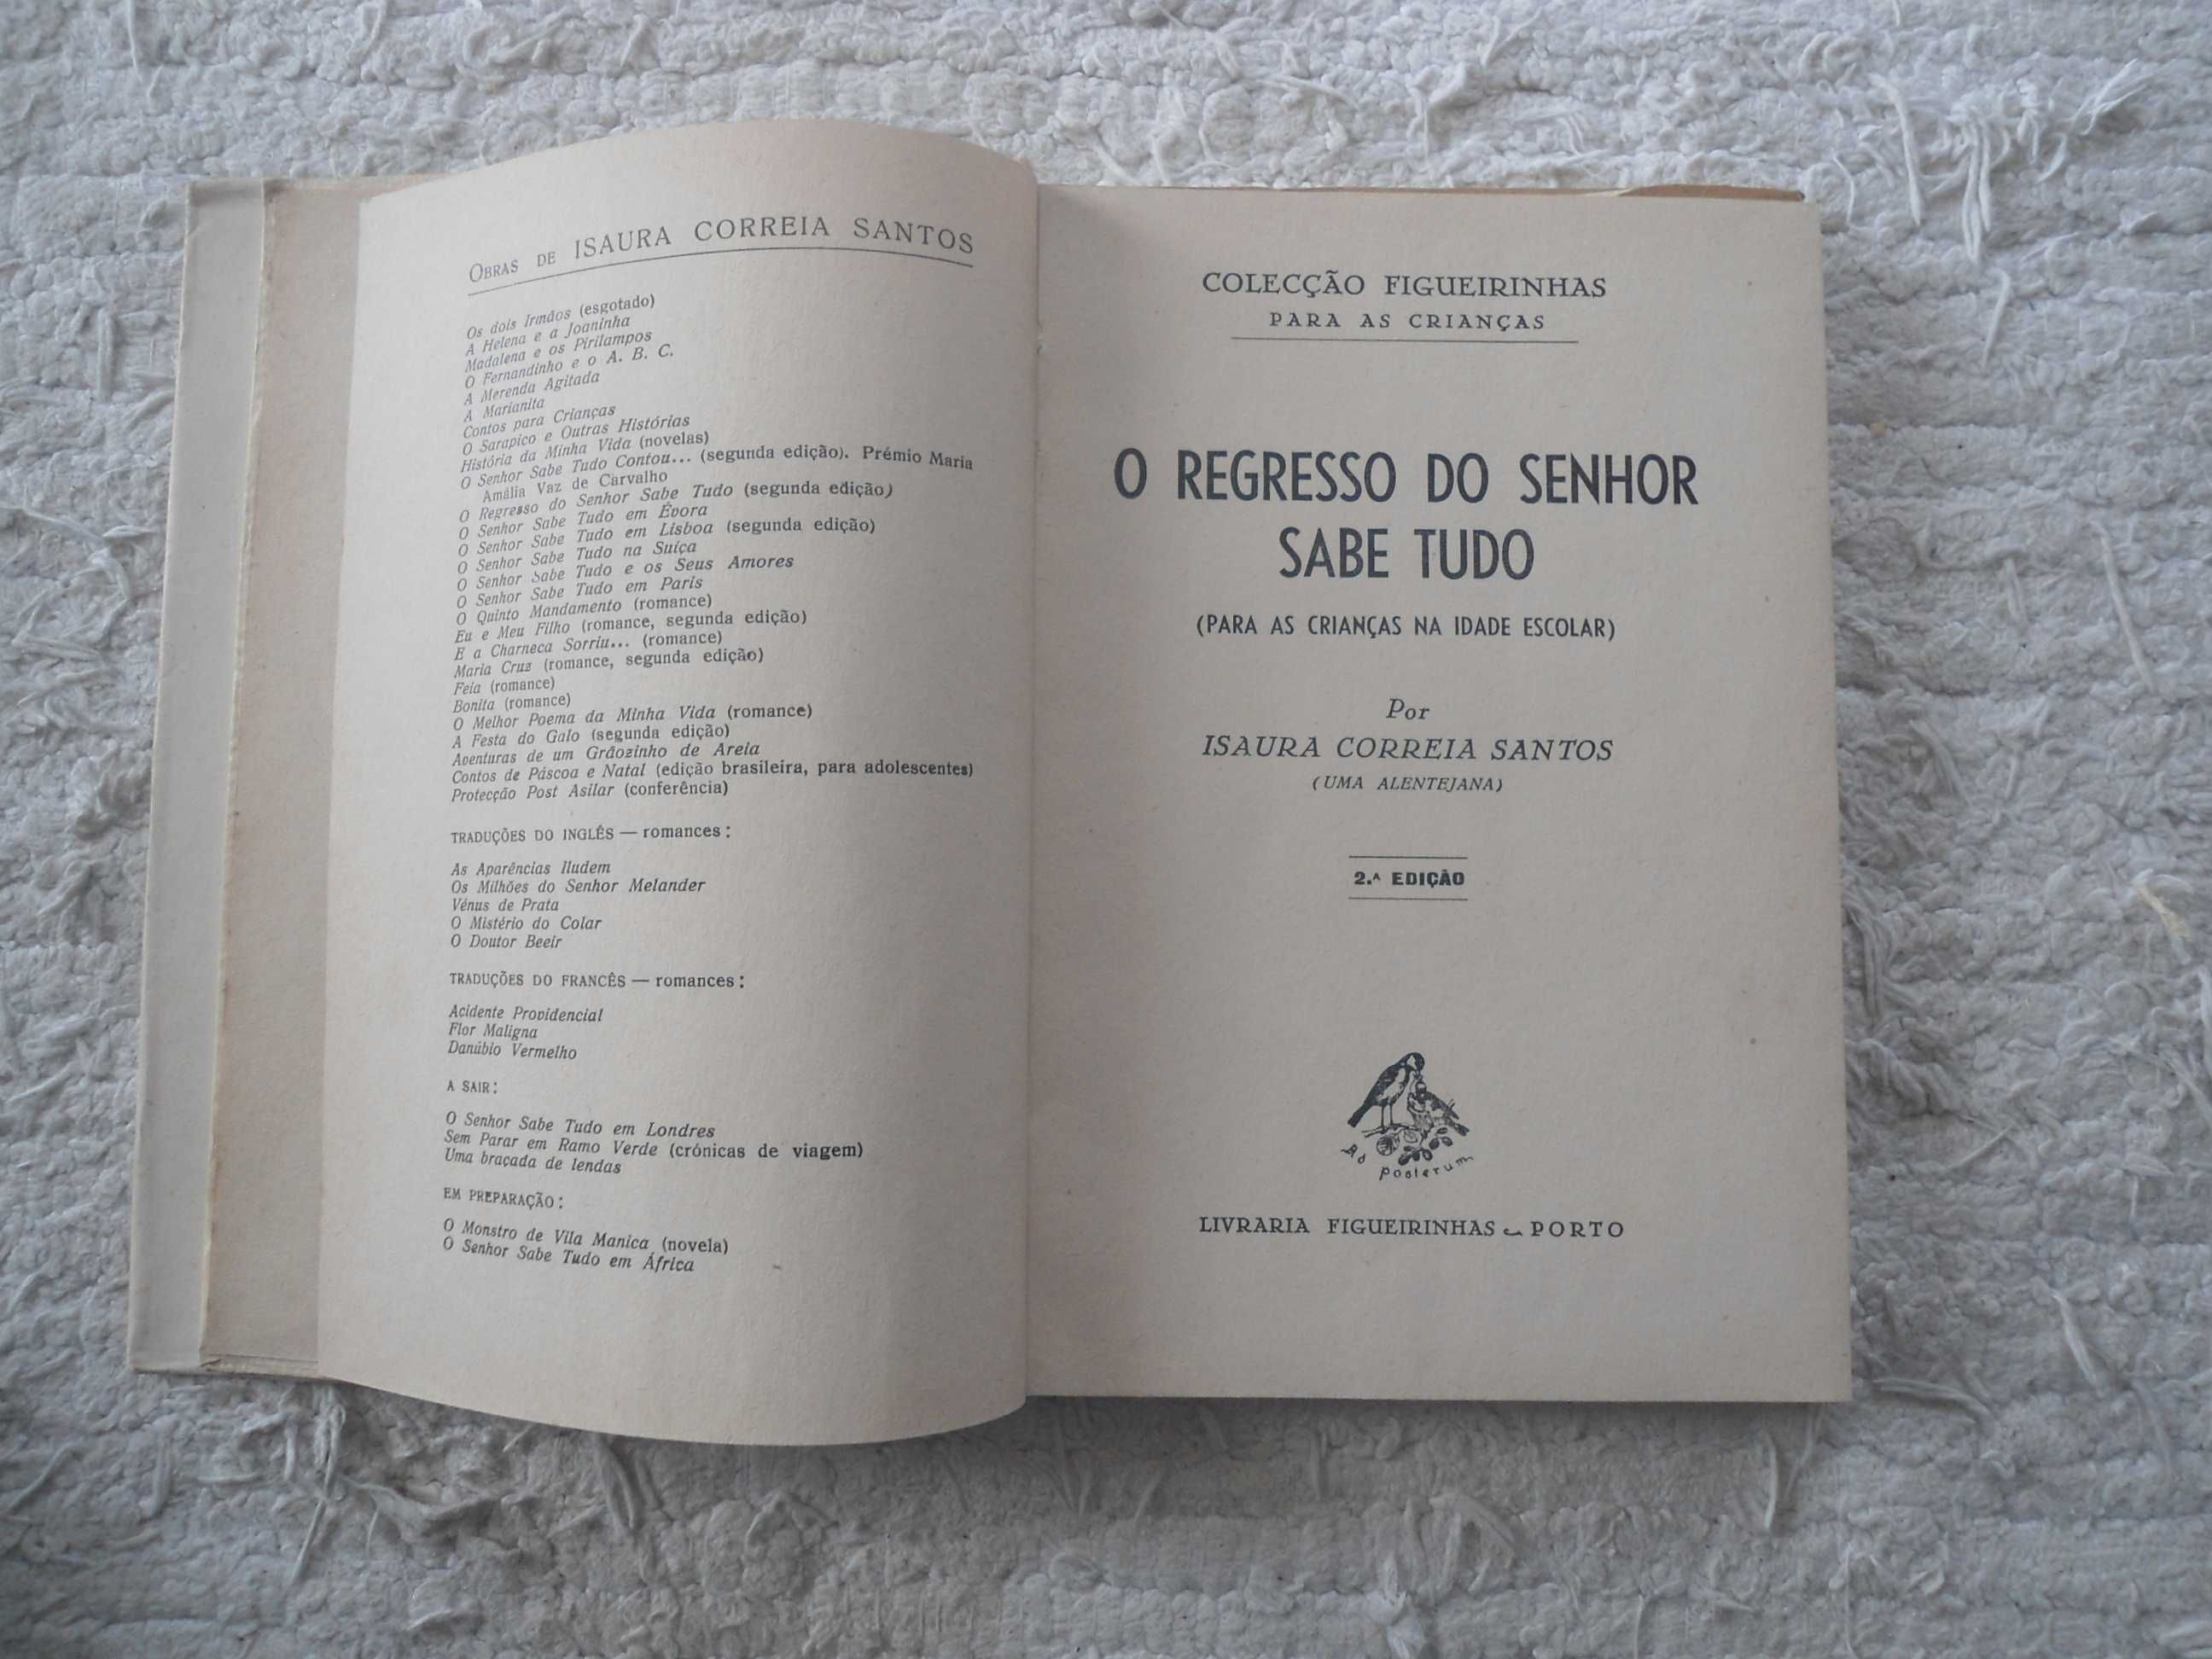 OBRAS DE ISAURA CORREIA SANTOS
Os dois Irmãos (esgotado)
A Helena e a Joaninha
Madalena e os Pirilampos
O Fernandinho e o A. B. C.
A Merenda Agitada
A Marianita
Contos para Crianças
O Sarapico e Outras Histórias
História da Minha Vida (novelas)
O Senhor Sabe Tudo Contou... (segunda edição). Prémio Maria
Amália Vaz de Carvalho
O Regresso do Senhor Sabe Tudo (segunda edição)
O Senhor Sabe Tudo em Évora
O Senhor Sabe Tudo em Lisboa (segunda edição)
O Senhor Sabe Tudo na Suíça
O Senhor Sabe Tudo e os Seus Amores
O Senhor Sabe Tudo em Paris
O Quinto Mandamento (romance)
Eu e Meu Filho (romance, segunda edição)
E a Charneca Sorriu... (romance)
Maria Cruz (romance, segunda edição)
Feia (romance)
Bonita (romance)
O Melhor Poema da Minha Vida (romance)
A Festa do Galo (segunda edição)
Aventuras de um Grãozinho de Areia
Contos de Páscoa e Natal (edição brasileira, para adolescentes)
Protecção Post Asilar (conferência)
TRADUÇÕES DO INGLÊS — romances:
As Aparências Iludem
Os Milhões do Senhor Melander
Vénus de Prata
O Mistério do Colar
O Doutor Beeir
TRADUÇÕES DO FRANCÊS — romances:
Acidente Providencial
Flor Maligna
Danúbio Vermelho
A SAIR:
O Senhor Sabe Tudo em Londres
Sem Parar em Ramo Verde (crónicas de viagem)
Uma braçada de lendas
EM PREPARAÇÃO:
O Monstro de Vila Manica (novela)
O Senhor Sabe Tudo em África
COLECÇÃO FIGUEIRINHAS
PARA AS CRIANÇAS
O REGRESSO DO SENHOR
SABE TUDO
(PARA AS CRIANÇAS NA IDADE ESCOLAR)
Por
ISAURA CORREIA SANTOS
(UMA ALENTEJANA)
2.ª EDIÇÃO
Ad posterum
LIVRARIA FIGUEIRINHAS - PORTO